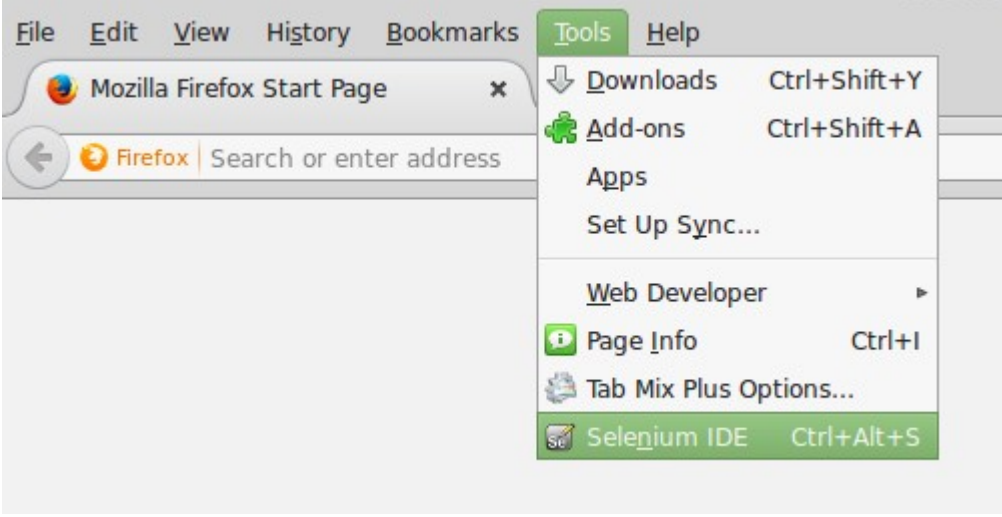 File Edit View History Bookmarks Tools Help
Mozilla Firefox Start Page
Firefox Search or enter address
Downloads Ctrl+Shift+Y
Add-ons Ctrl+Shift+A
Apps
Set Up Sync...
Web Developer
Page Info Ctrl+I
Tab Mix Plus Options...
Se Selenium IDE Ctrl+Alt+S